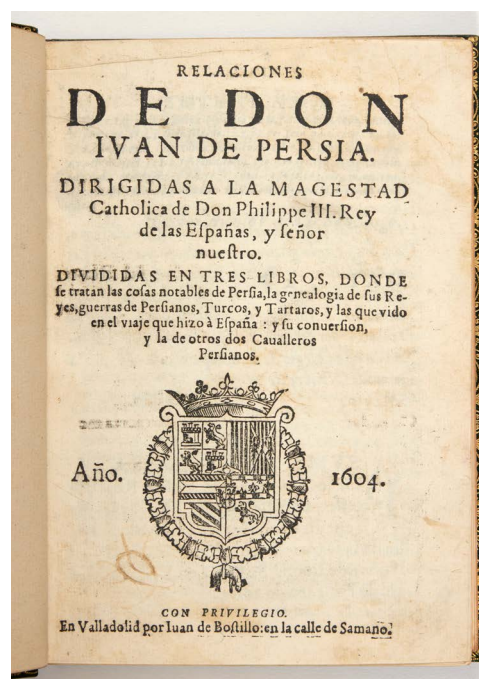 RELACIONES
DE DON
IVAN DE PERSIA.
DIRIGIDAS A LA MAGESTAD
Catholica de Don Philippe III. Rey
de las Eſpañas, y ſeñor
nueſtro.
DIVIDIDAS EN TRES LIBROS, DONDE
ſe tratan las coſas notables de Perſia, la genealogia de ſus Re-
yes, guerras de Perſianos, Turcos, y Tartaros, y las que vido
en el viaje que hizo à Eſpaña : y ſu conuerſion,
y la de otros dos Caualleros
Perſianos.
Año. 1604.
CON PRIVILEGIO.
En Valladolid por Iuan de Boſtillo: en la calle de Samano.